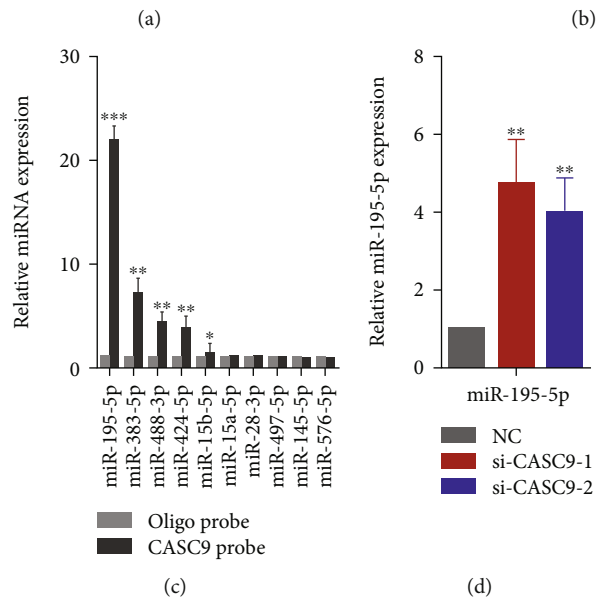 (a)
(b)
Relative miRNA expression
30
20
10
0
***
**
**
**
*
miR-195-5p
miR-383-5p
miR-488-3p
miR-424-5p
miR-15b-5p
miR-15a-5p
miR-28-3p
miR-497-5p
miR-145-5p
miR-576-5p
Oligo probe
CASC9 probe
(c)
Relative miR-195-5p expression
8
6
4
2
0
**
**
miR-195-5p
NC
si-CASC9-1
si-CASC9-2
(d)